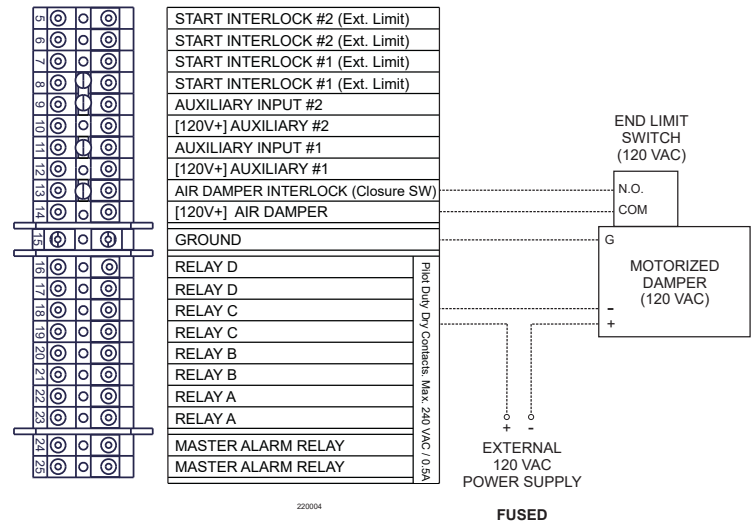 5 START INTERLOCK #2 (Ext. Limit)
6 START INTERLOCK #2 (Ext. Limit)
7 START INTERLOCK #1 (Ext. Limit)
8 START INTERLOCK #1 (Ext. Limit)
9 AUXILIARY INPUT #2
10 [120V+] AUXILIARY #2
11 AUXILIARY INPUT #1
12 [120V+] AUXILIARY #1
13 AIR DAMPER INTERLOCK (Closure SW)
14 [120V+] AIR DAMPER
15 GROUND
16 RELAY D
17 RELAY D
18 RELAY C
19 RELAY C
20 RELAY B
21 RELAY B
22 RELAY A
23 RELAY A
24 MASTER ALARM RELAY
25 MASTER ALARM RELAY
Pilot Duty Dry Contacts. Max. 240 VAC / 0.5A
END LIMIT
SWITCH
(120 VAC)
N.O.
COM
G
MOTORIZED
DAMPER
(120 VAC)
-
+
+ -
EXTERNAL
120 VAC
POWER SUPPLY
FUSED
220004